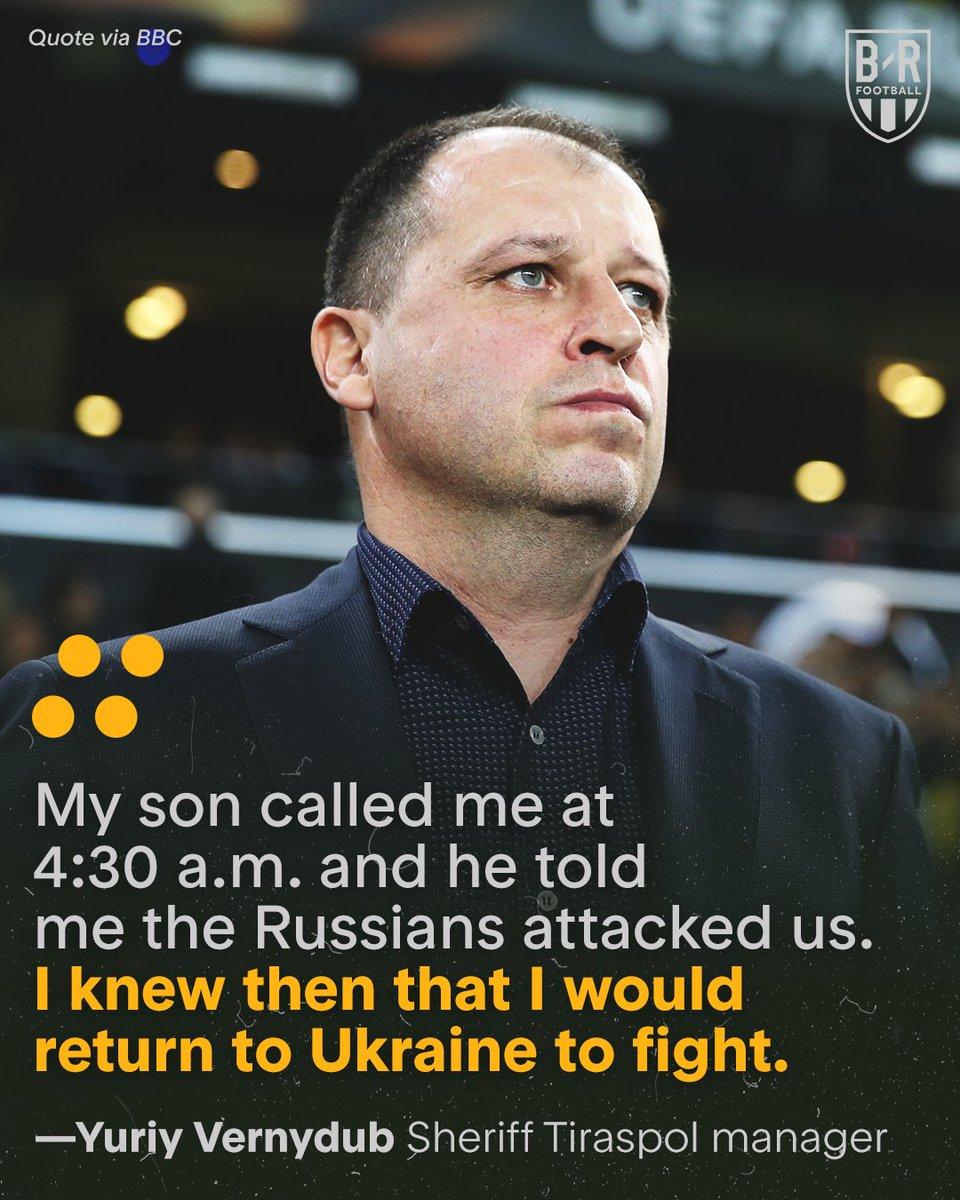 Quote via BBC
UEFA
B R
FOOTBALL
My son called me at
4:30 a.m. and he told
me the Russians attacked us.
I knew then that I would
return to Ukraine to fight.
—Yuriy Vernydub Sheriff Tiraspol manager